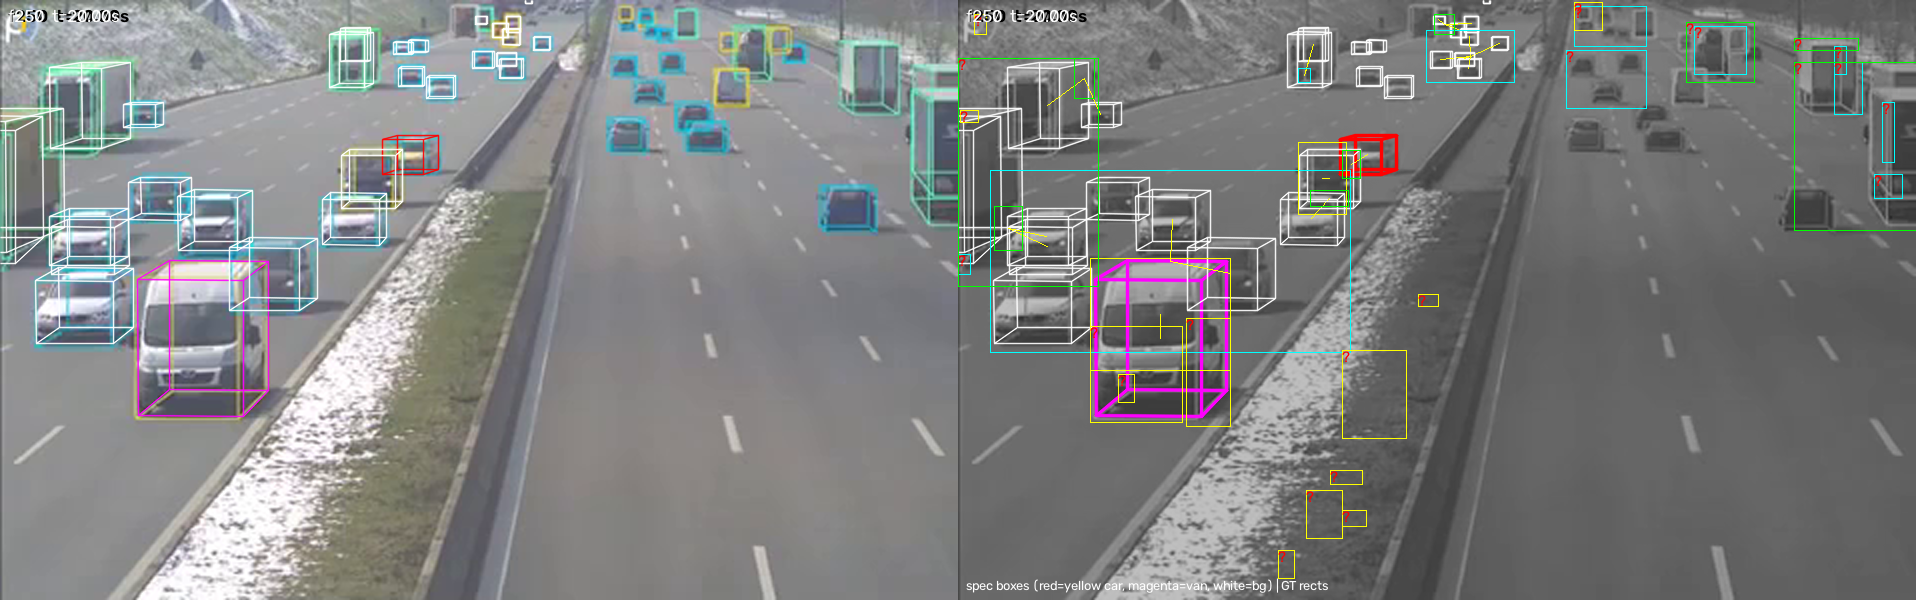 f250 t=20.00s
f250 t=20.00s
spec boxes (red=yellow car, magenta=van, white=bg) | GT rects